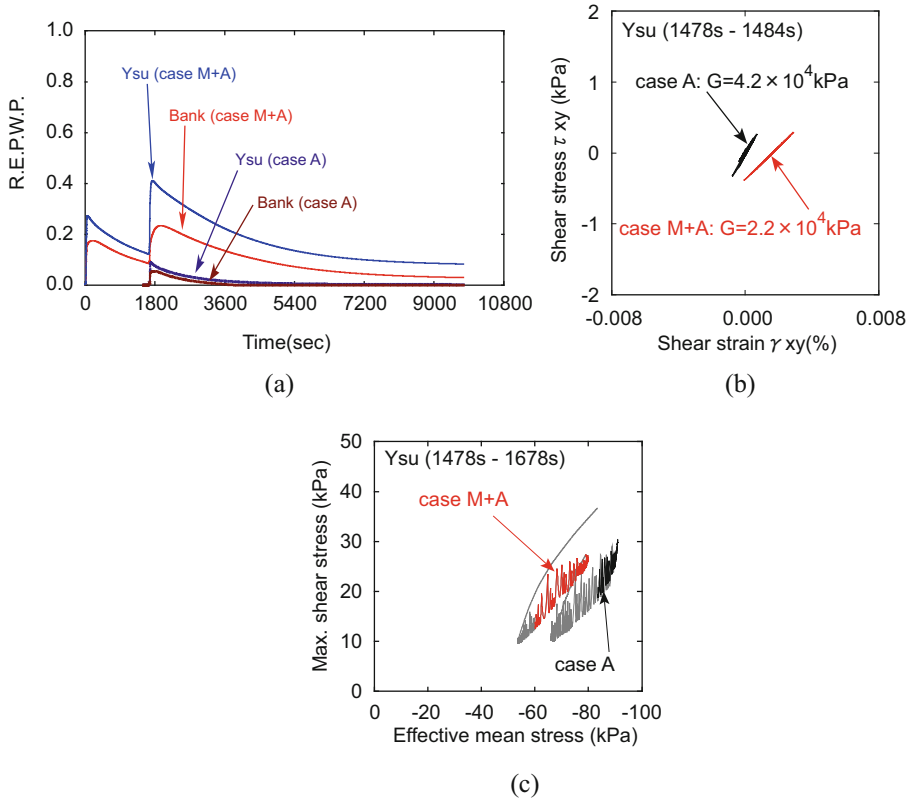 1.0
0.8
0.6
0.4
0.2
0.0
R.E.P.W.P.
Ysu (case M+A)
Bank (case M+A)
Ysu (case A)
Bank (case A)
0 1800 3600 5400 7200 9000 10800
Time(sec)
(a)
Ysu (1478s - 1484s)
case A: G=4.2×10⁴kPa
case M+A: G=2.2×10⁴kPa
2
1
0
-1
-2
Shear stress τ xy (kPa)
-0.008 0.000 0.008
Shear strain γ xy(%)
(b)
Ysu (1478s - 1678s)
case M+A
case A
50
40
30
20
10
0
Max. shear stress (kPa)
0 -20 -40 -60 -80 -100
Effective mean stress (kPa)
(c)